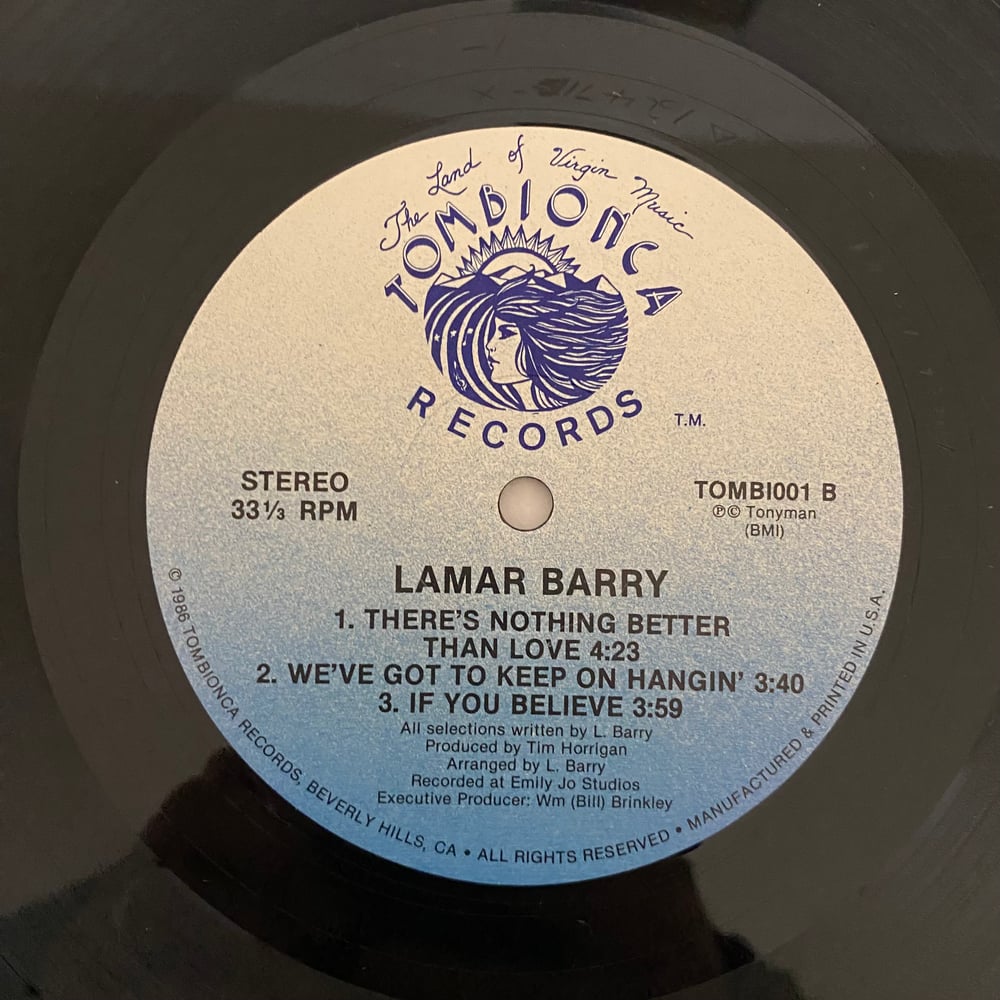 The Land of Virgin Music
TOMBIONCA
RECORDS
T.M.
STEREO
33⅓ RPM
TOMBI001 B
℗© Tonyman
(BMI)
LAMAR BARRY
1. THERE'S NOTHING BETTER
THAN LOVE 4:23
2. WE'VE GOT TO KEEP ON HANGIN' 3:40
3. IF YOU BELIEVE 3:59
All selections written by L. Barry
Produced by Tim Horrigan
Arranged by L. Barry
Recorded at Emily Jo Studios
Executive Producer: Wm (Bill) Brinkley
© 1986 TOMBIONCA RECORDS, BEVERLY HILLS, CA • ALL RIGHTS RESERVED • MANUFACTURED & PRINTED IN U.S.A.